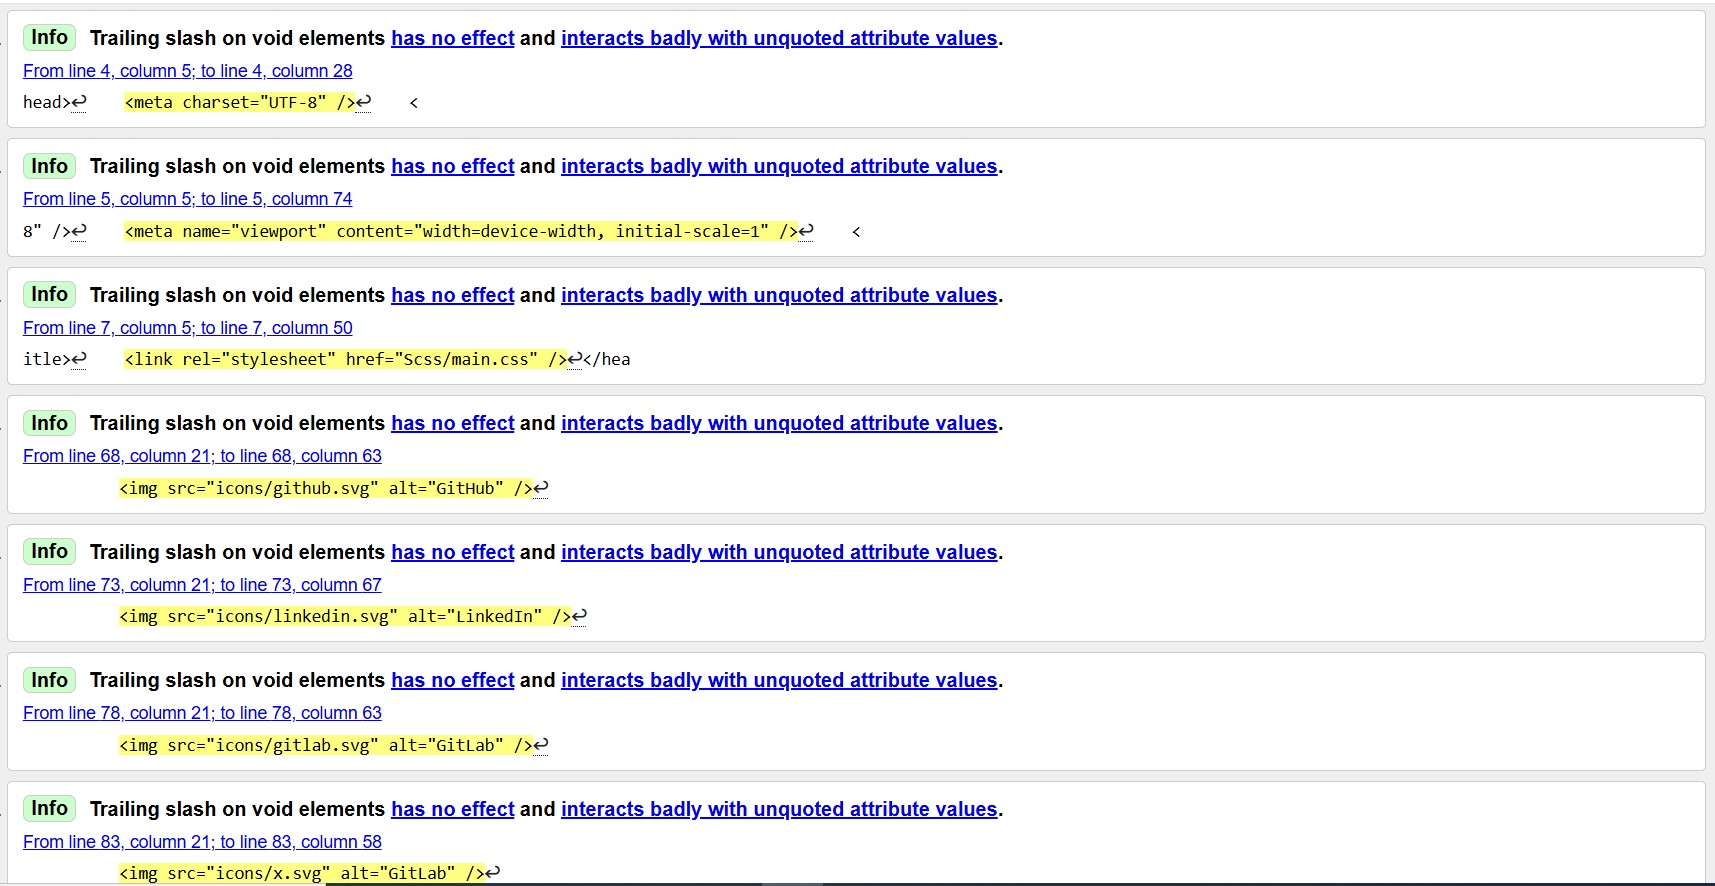 Info Trailing slash on void elements has no effect and interacts badly with unquoted attribute values.
From line 4, column 5; to line 4, column 28
head>↩    <meta charset="UTF-8" />↩    <
Info Trailing slash on void elements has no effect and interacts badly with unquoted attribute values.
From line 5, column 5; to line 5, column 74
8" />↩    <meta name="viewport" content="width=device-width, initial-scale=1" />↩    <
Info Trailing slash on void elements has no effect and interacts badly with unquoted attribute values.
From line 7, column 5; to line 7, column 50
itle>↩    <link rel="stylesheet" href="Scss/main.css" />↩</hea
Info Trailing slash on void elements has no effect and interacts badly with unquoted attribute values.
From line 68, column 21; to line 68, column 63
<img src="icons/github.svg" alt="GitHub" />↩
Info Trailing slash on void elements has no effect and interacts badly with unquoted attribute values.
From line 73, column 21; to line 73, column 67
<img src="icons/linkedin.svg" alt="LinkedIn" />↩
Info Trailing slash on void elements has no effect and interacts badly with unquoted attribute values.
From line 78, column 21; to line 78, column 63
<img src="icons/gitlab.svg" alt="GitLab" />↩
Info Trailing slash on void elements has no effect and interacts badly with unquoted attribute values.
From line 83, column 21; to line 83, column 58
<img src="icons/x.svg" alt="GitLab" />↩